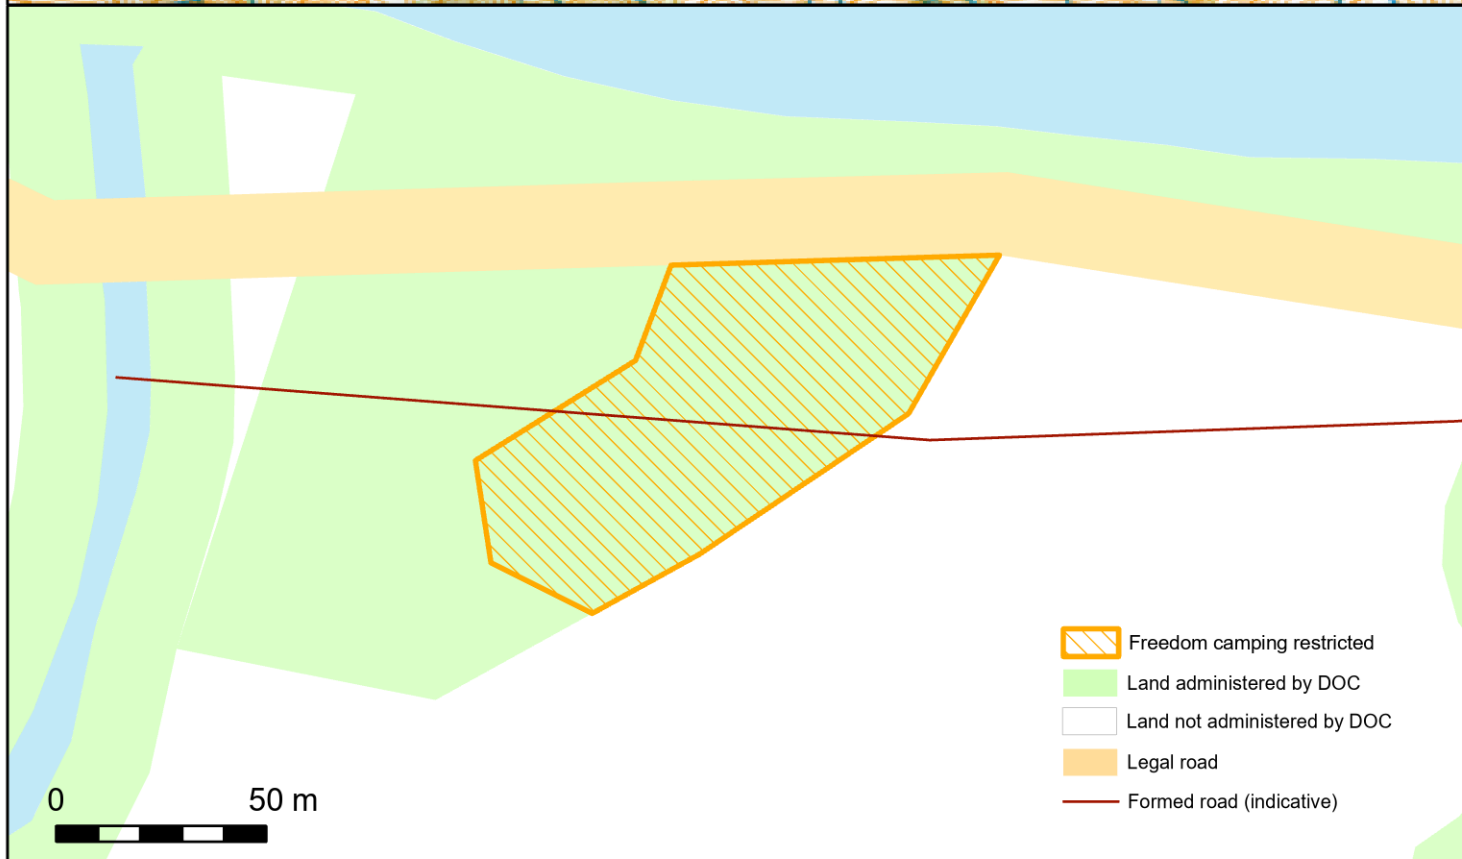 Freedom camping restricted
Land administered by DOC
Land not administered by DOC
Legal road
Formed road (indicative)
0 50 m